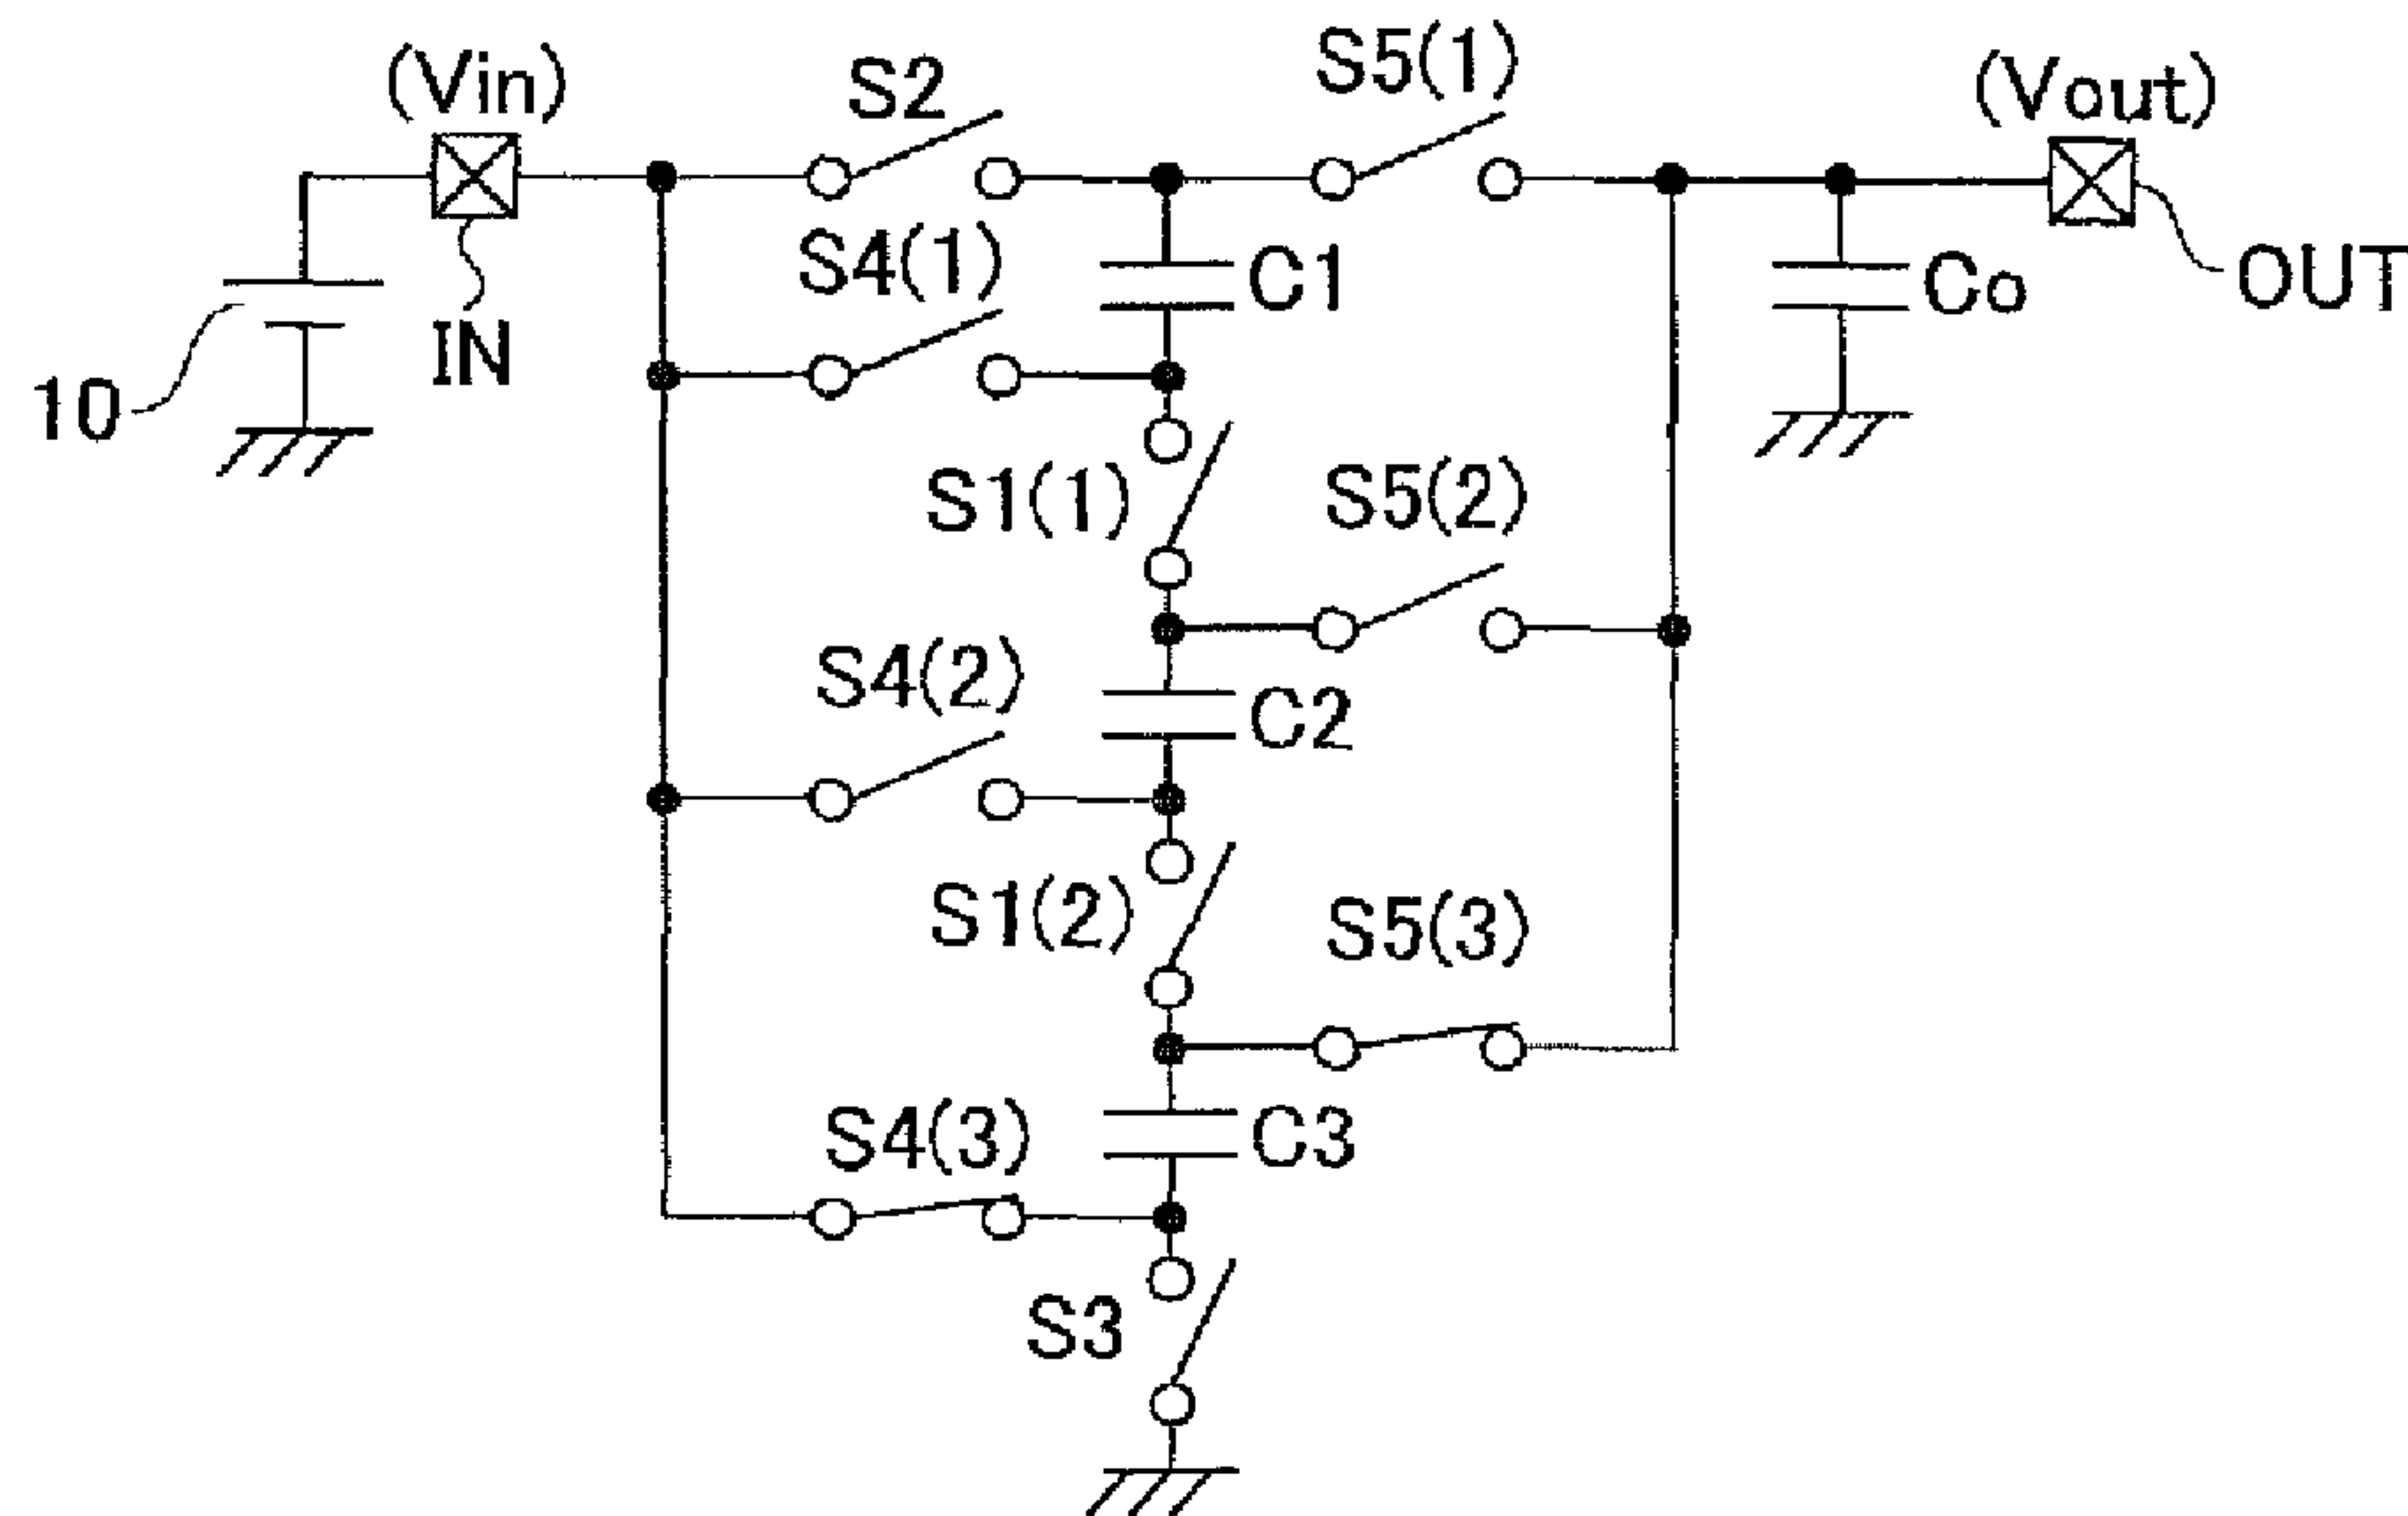 (Vin)
S2
S5(1)
(Vout)
S4(1)
C1
Co
OUT
IN
10
S1(1)
S5(2)
S4(2)
C2
S1(2)
S5(3)
S4(3)
C3
S3